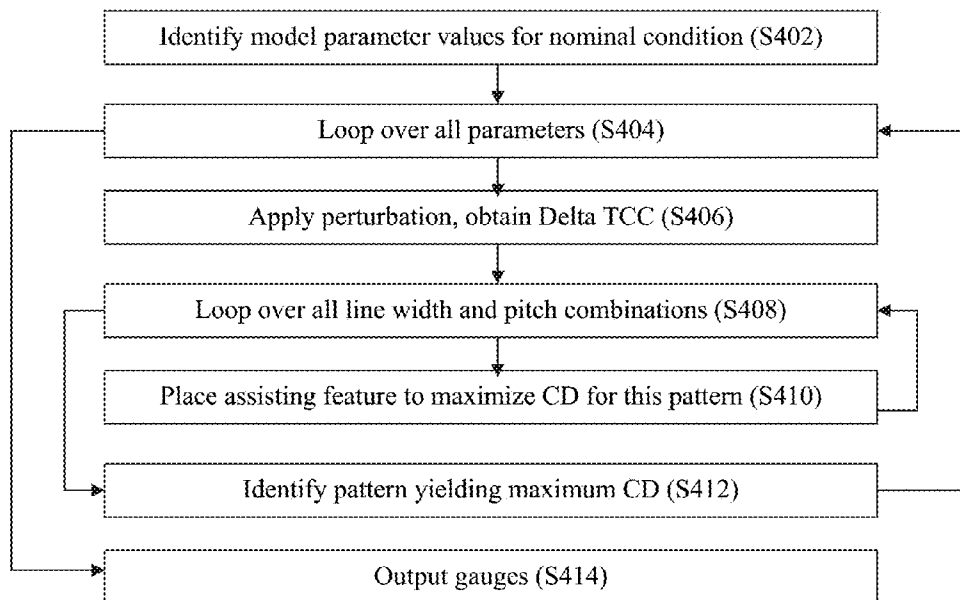 Identify model parameter values for nominal condition (S402)
Loop over all parameters (S404)
Apply perturbation, obtain Delta TCC (S406)
Loop over all line width and pitch combinations (S408)
Place assisting feature to maximize CD for this pattern (S410)
Identify pattern yielding maximum CD (S412)
Output gauges (S414)